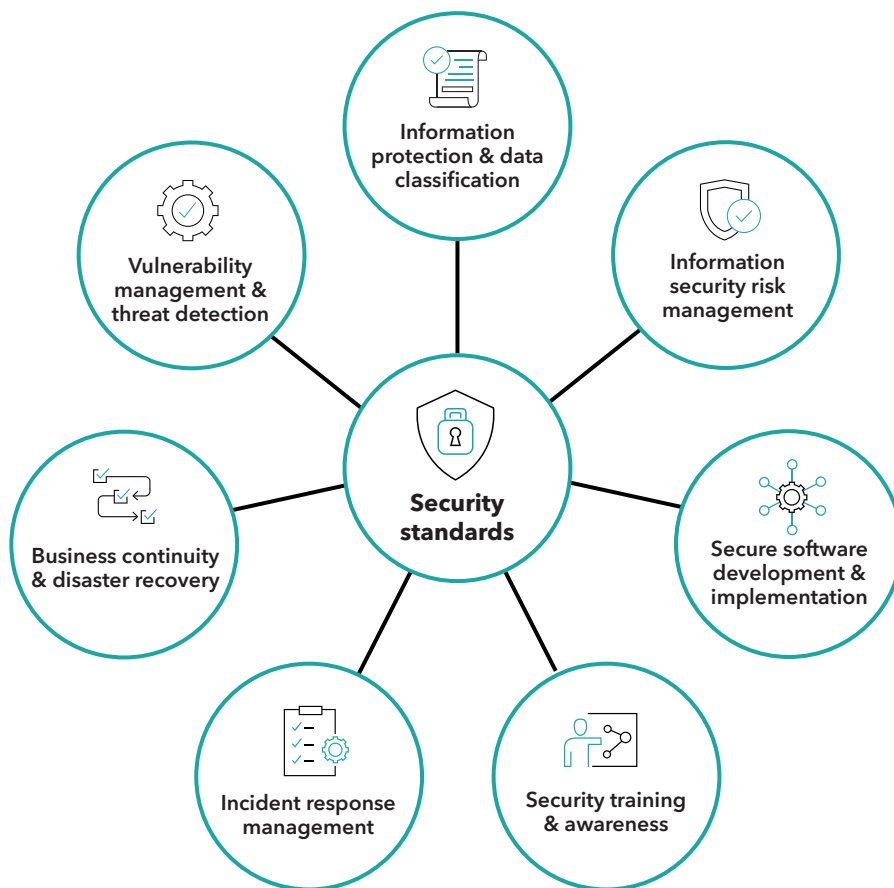 Information
protection & data
classification
Information
security risk
management
Vulnerability
management &
threat detection
Security
standards
Business continuity
& disaster recovery
Secure software
development &
implementation
Incident response
management
Security training
& awareness